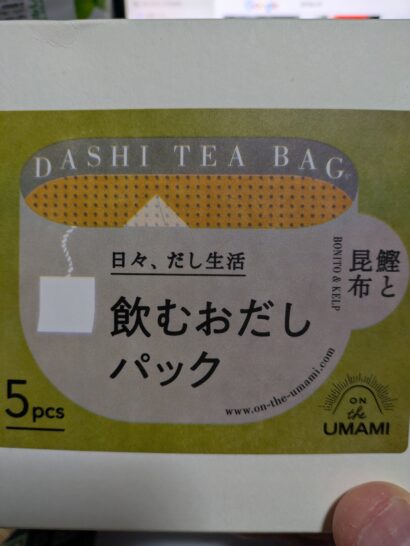 DASHI TEA BAG
日々、だし生活
飲むおだし
パック
鰹と
昆布
BONITO & KELP
www.on-the-umami.com
5pcs
ON
the
UMAMI